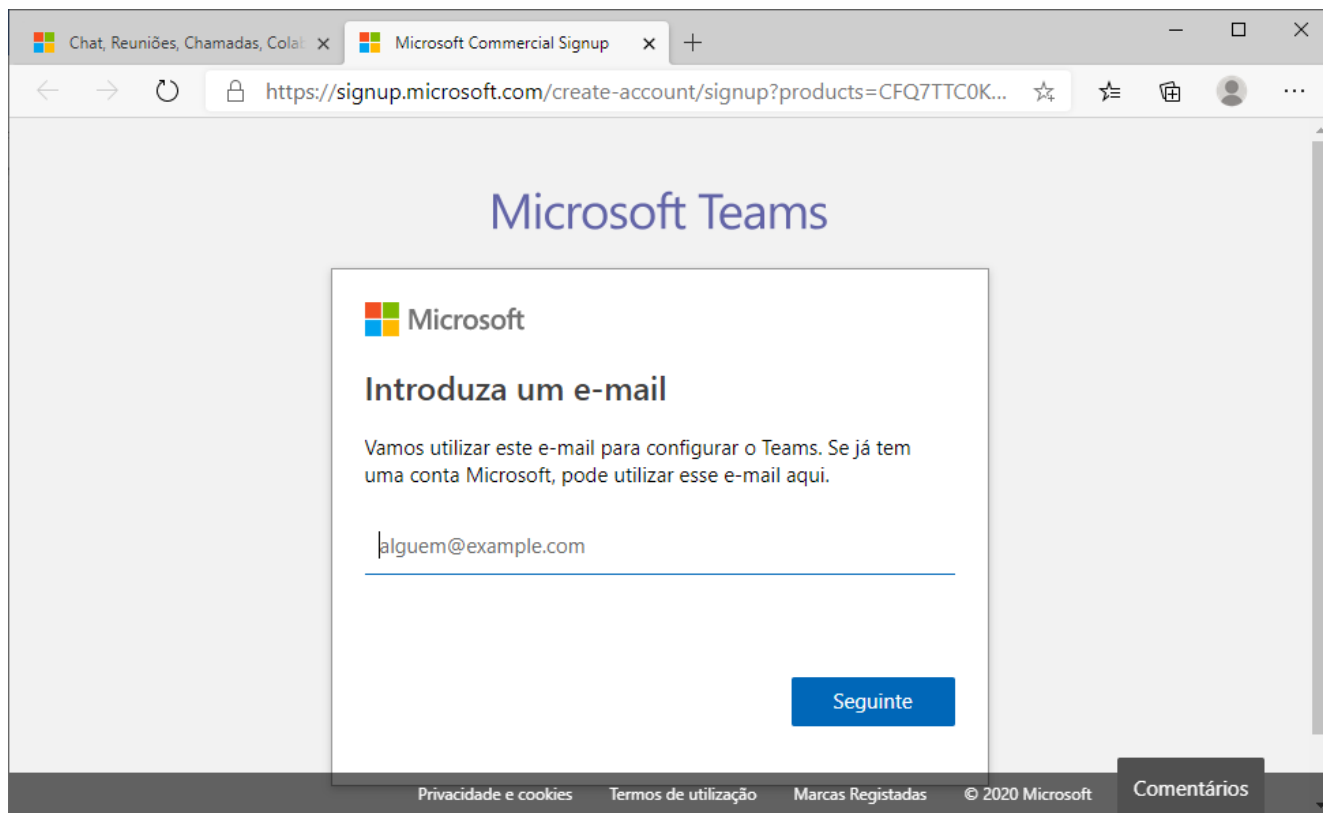 Chat, Reuniões, Chamadas, Colab
Microsoft Commercial Signup
https://signup.microsoft.com/create-account/signup?products=CFQ7TTC0K...
Microsoft Teams
Microsoft
Introduza um e-mail
Vamos utilizar este e-mail para configurar o Teams. Se já tem
uma conta Microsoft, pode utilizar esse e-mail aqui.
alguem@example.com
Seguinte
Privacidade e cookies Termos de utilização Marcas Registadas © 2020 Microsoft Comentários